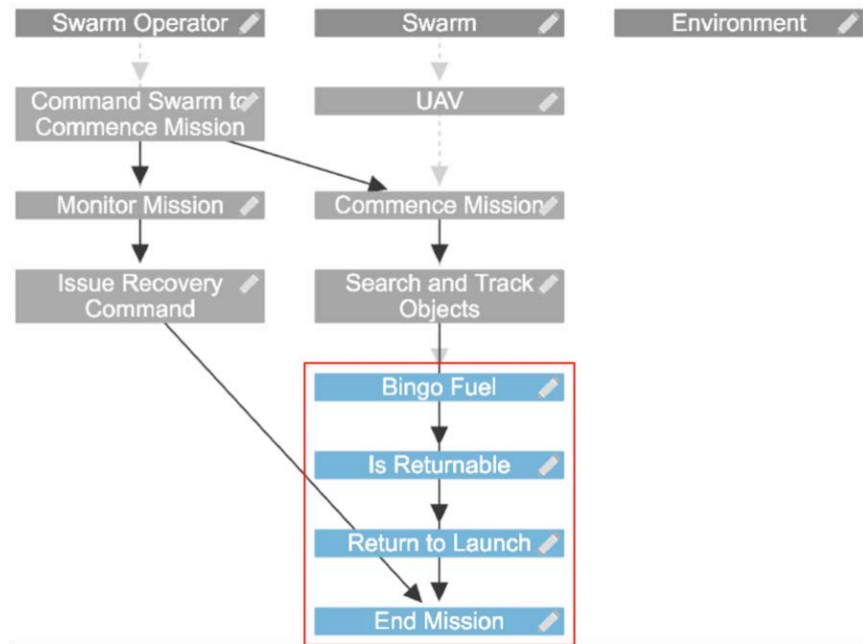 Swarm Operator
Swarm
Environment
Command Swarm to
Commence Mission
UAV
Monitor Mission
Commence Mission
Issue Recovery
Command
Search and Track
Objects
Bingo Fuel
Is Returnable
Return to Launch
End Mission